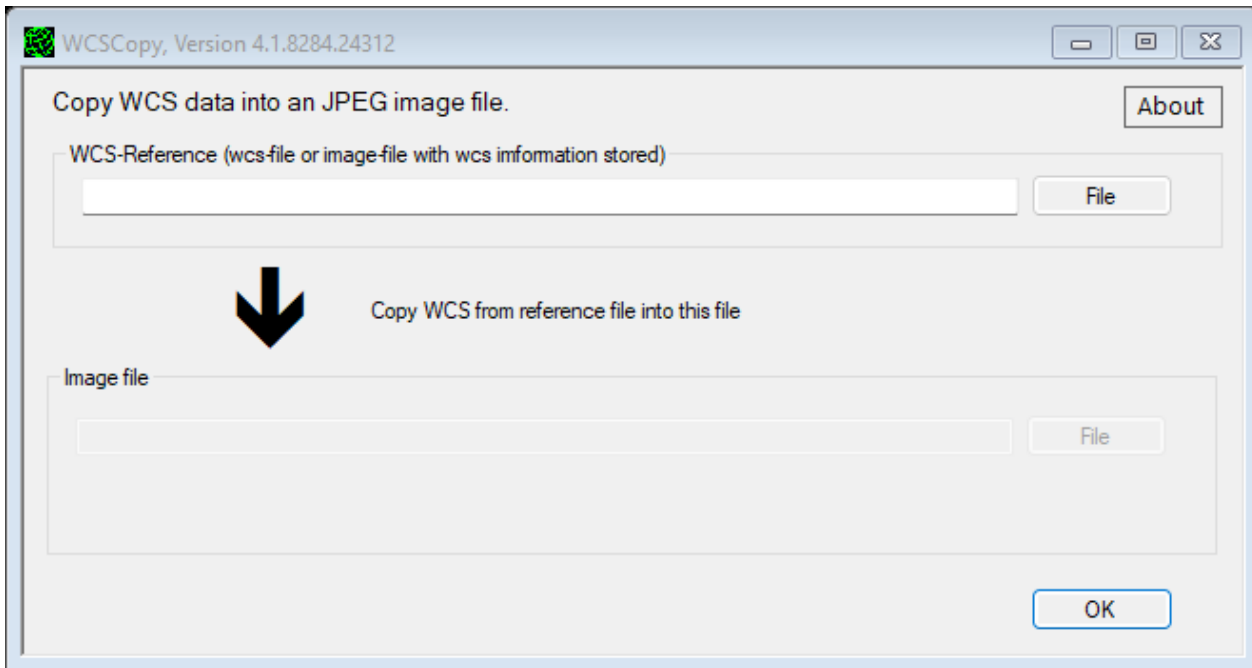 WCSCopy, Version 4.1.8284.24312
Copy WCS data into an JPEG image file.
About
WCS-Reference (wcs-file or image-file with wcs imformation stored)
File
Copy WCS from reference file into this file
Image file
File
OK